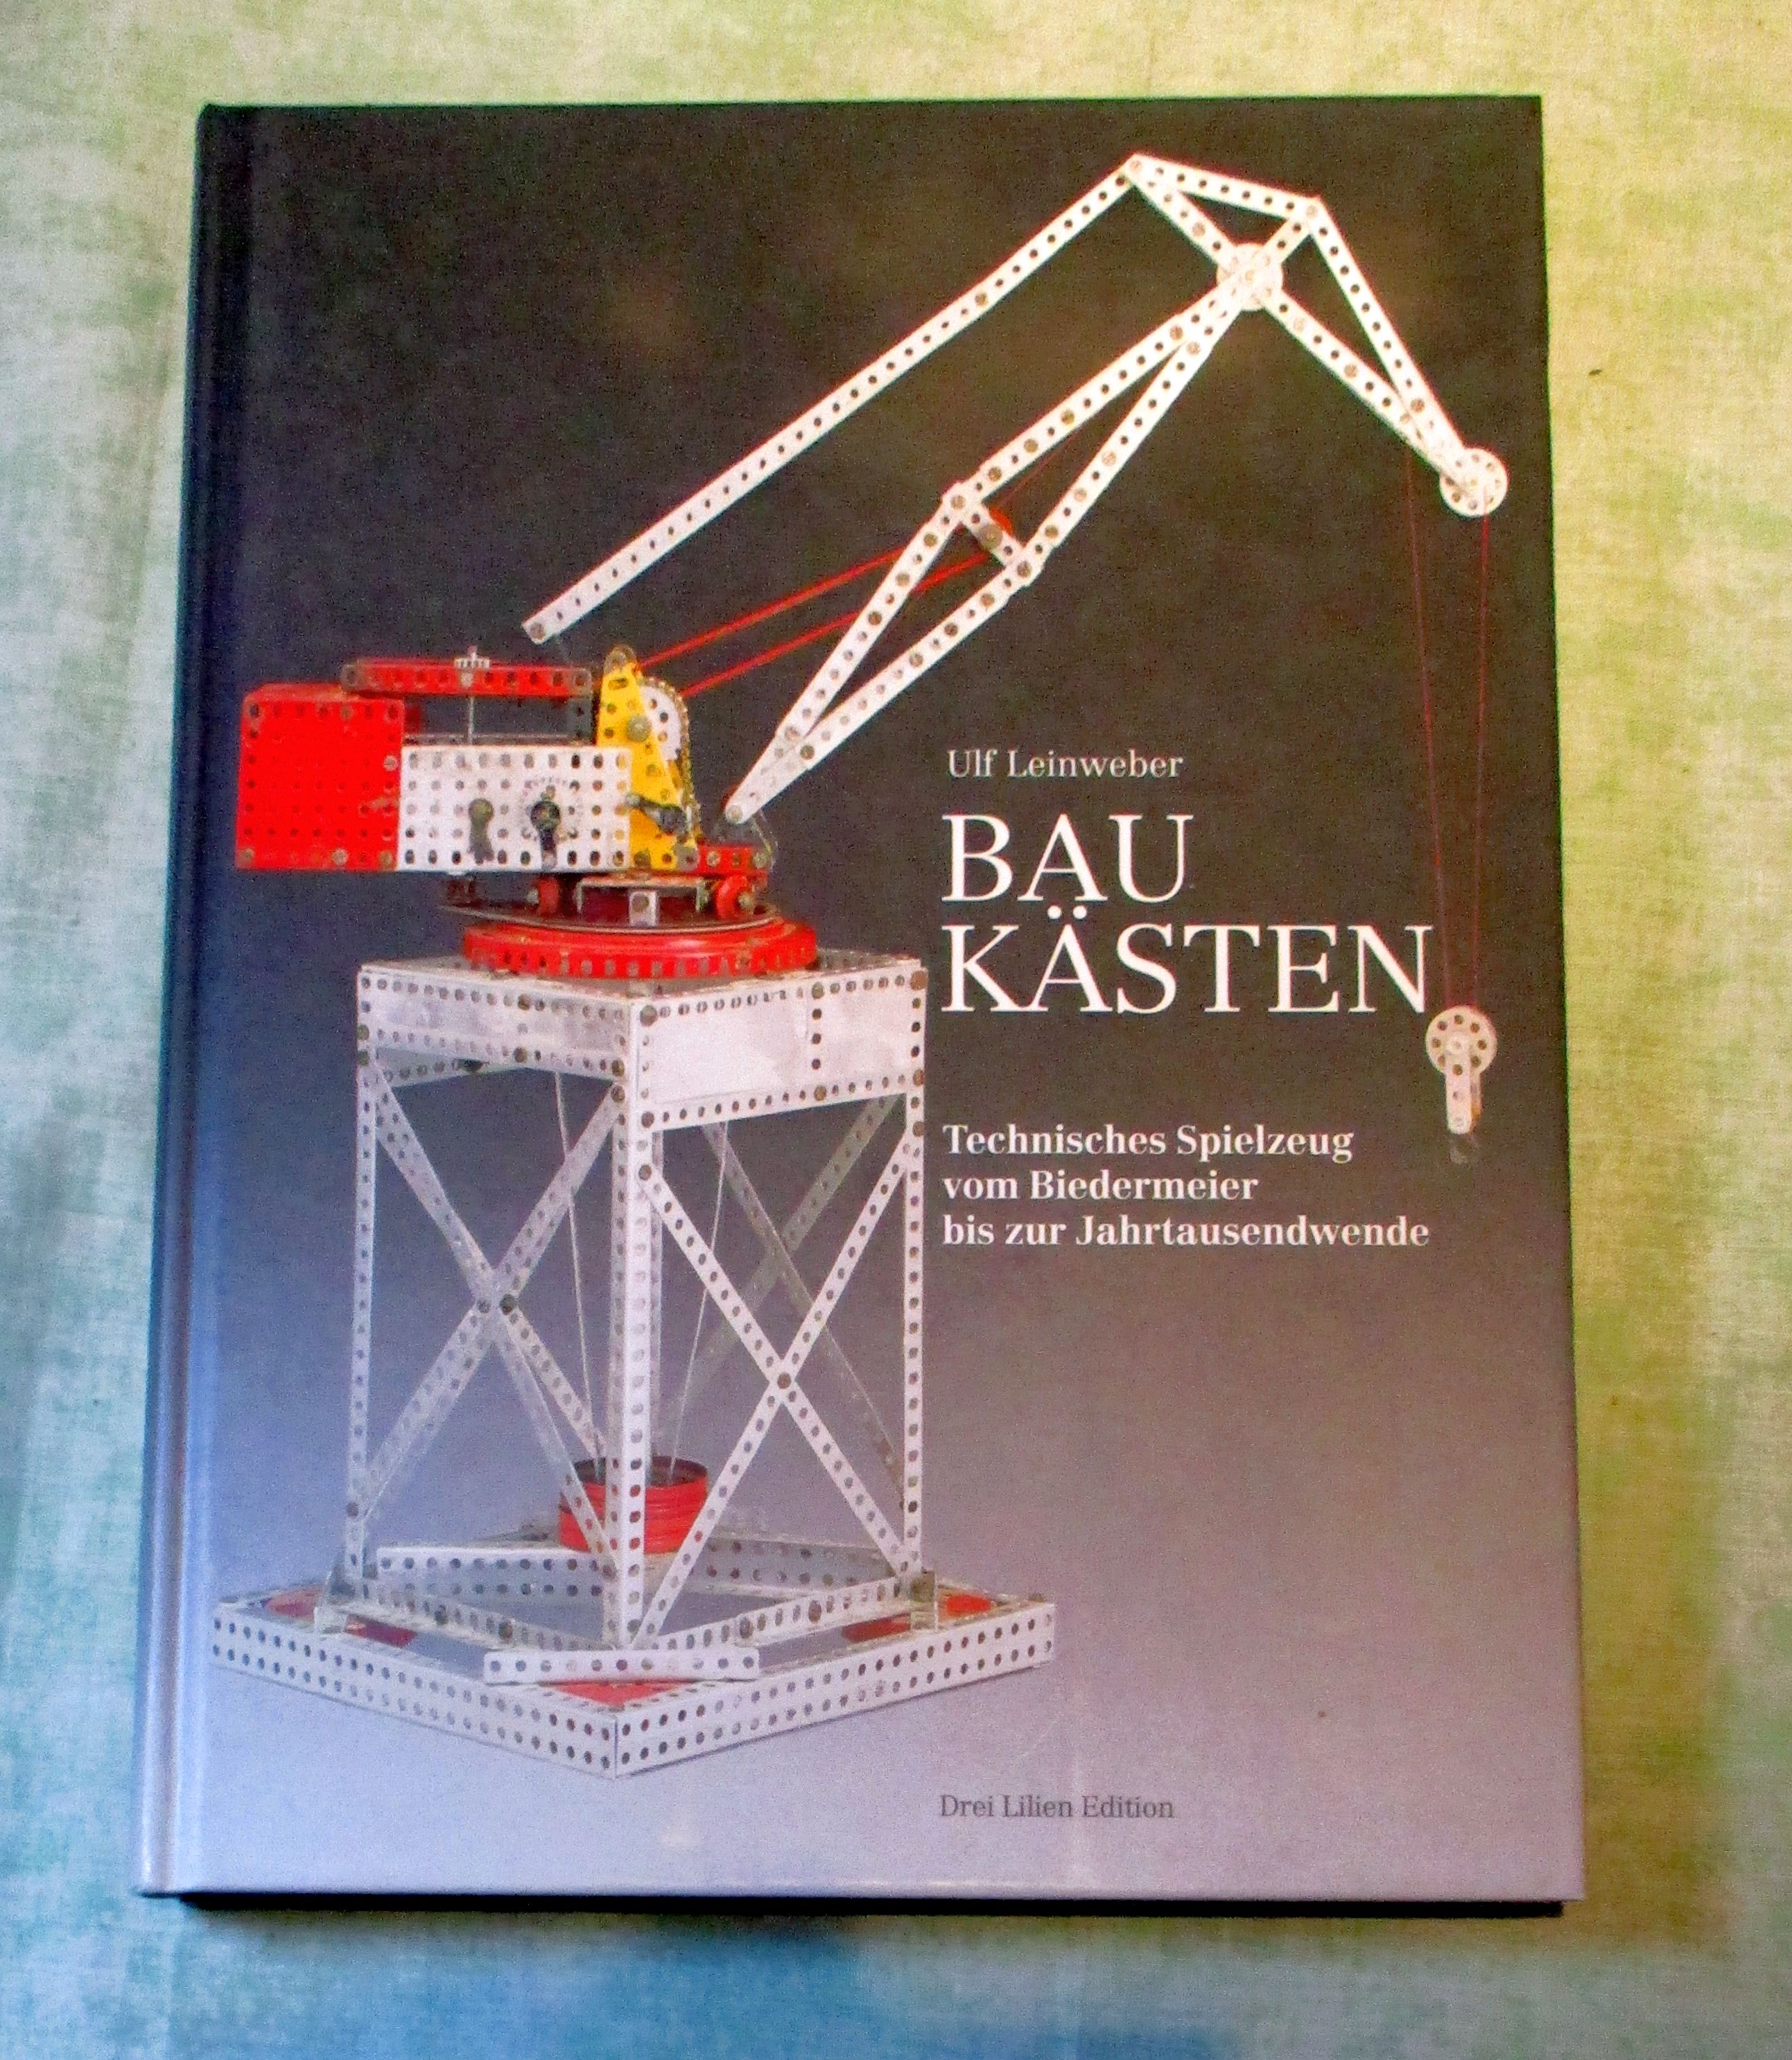 Ulf Leinweber
BAU
KÄSTEN
Technisches Spielzeug
vom Biedermeier
bis zur Jahrtausendwende
Drei Lilien Edition